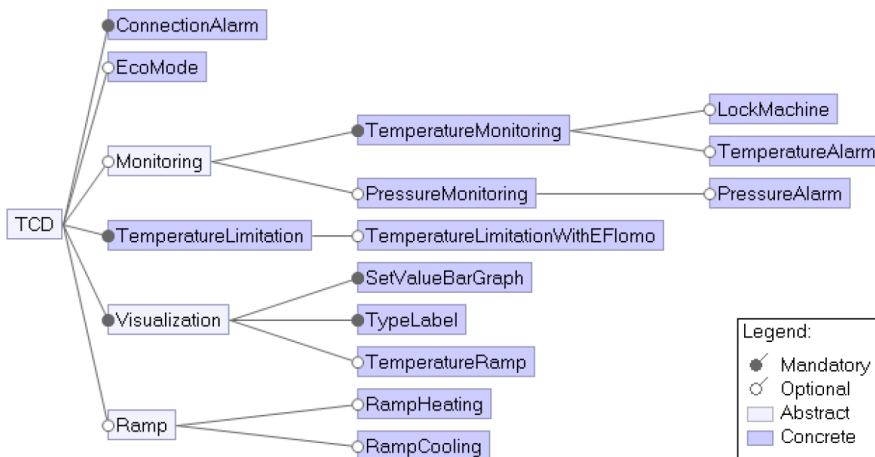 ConnectionAlarm
EcoMode
LockMachine
TemperatureMonitoring
TemperatureAlarm
Monitoring
PressureMonitoring
PressureAlarm
TCD
TemperatureLimitation
TemperatureLimitationWithEFlomo
SetValueBarGraph
Visualization
TypeLabel
TemperatureRamp
RampHeating
Ramp
RampCooling
Legend:
Mandatory
Optional
Abstract
Concrete